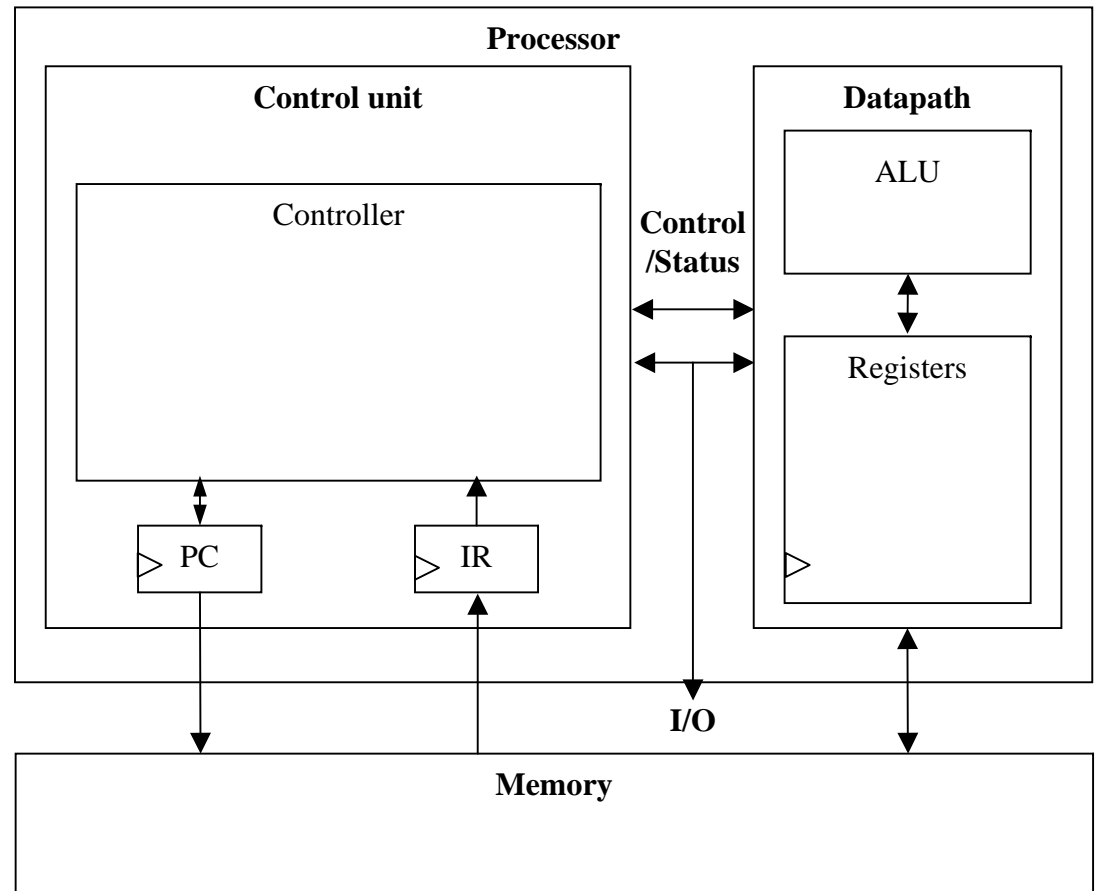 Processor
Control unit
Datapath
ALU
Controller
Control
/Status
Registers
PC
IR
I/O
Memory